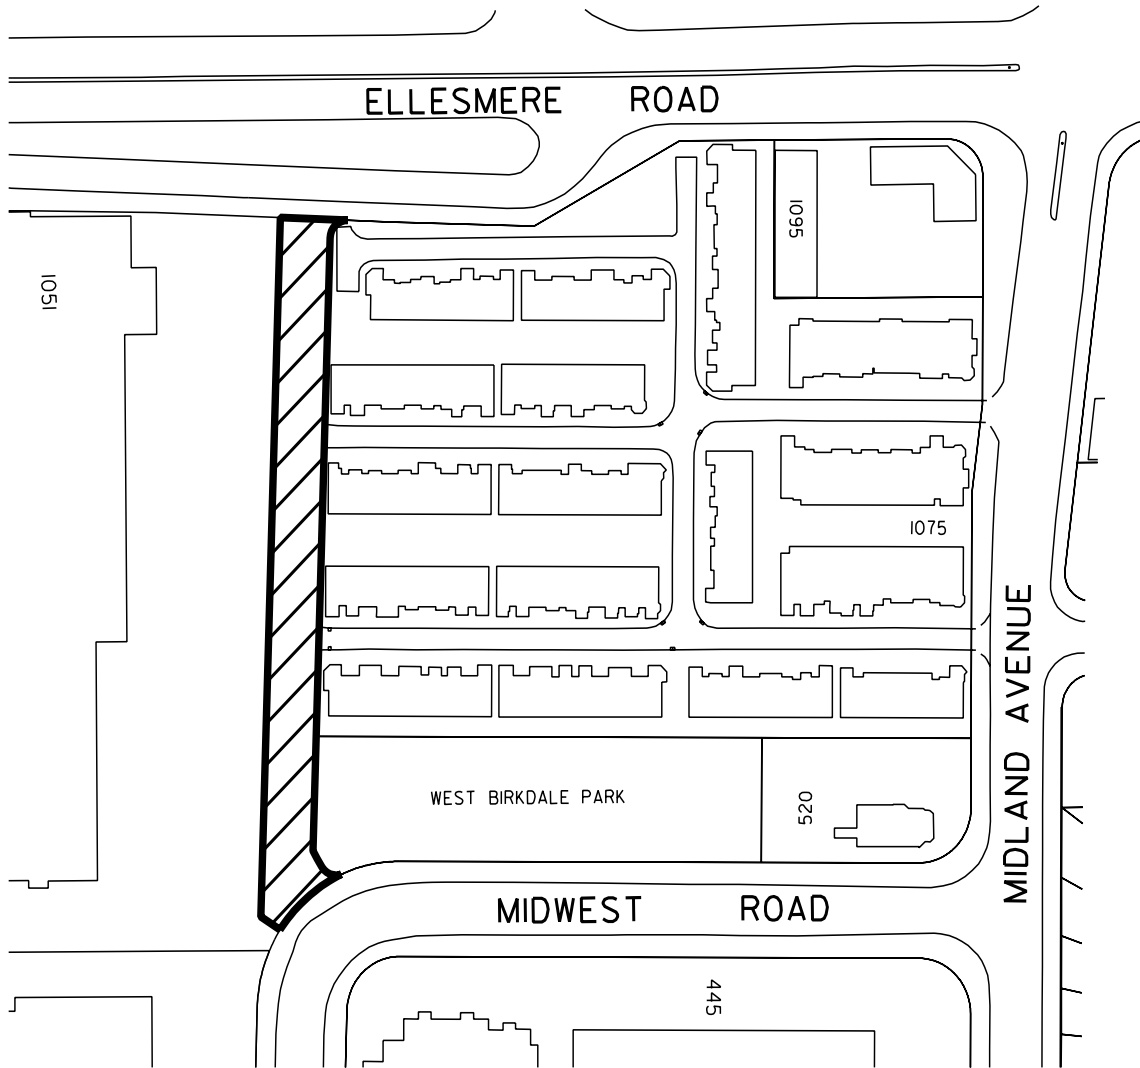 ELLESMERE ROAD
1095
1051
1075
MIDLAND AVENUE
WEST BIRKDALE PARK
520
MIDWEST ROAD
445